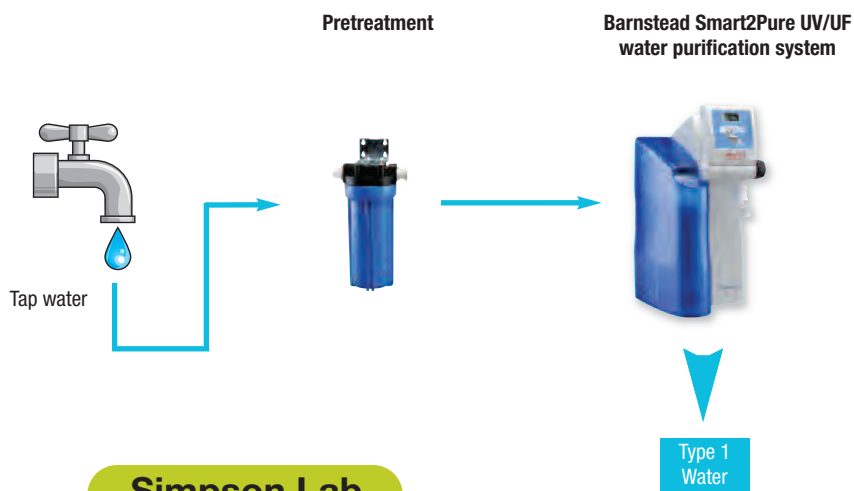 Pretreatment
Barnstead Smart2Pure UV/UF
water purification system
Tap water
Type 1
Water
Simpson Lab